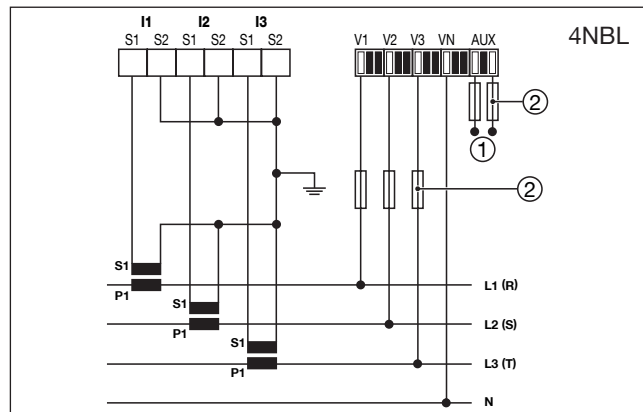 I1 I2 I3
S1 S2 S1 S2 S1 S2
V1 V2 V3 VN AUX
4NBL
2
1
2
S1
P1
L1 (R)
S1
P1
L2 (S)
S1
P1
L3 (T)
N